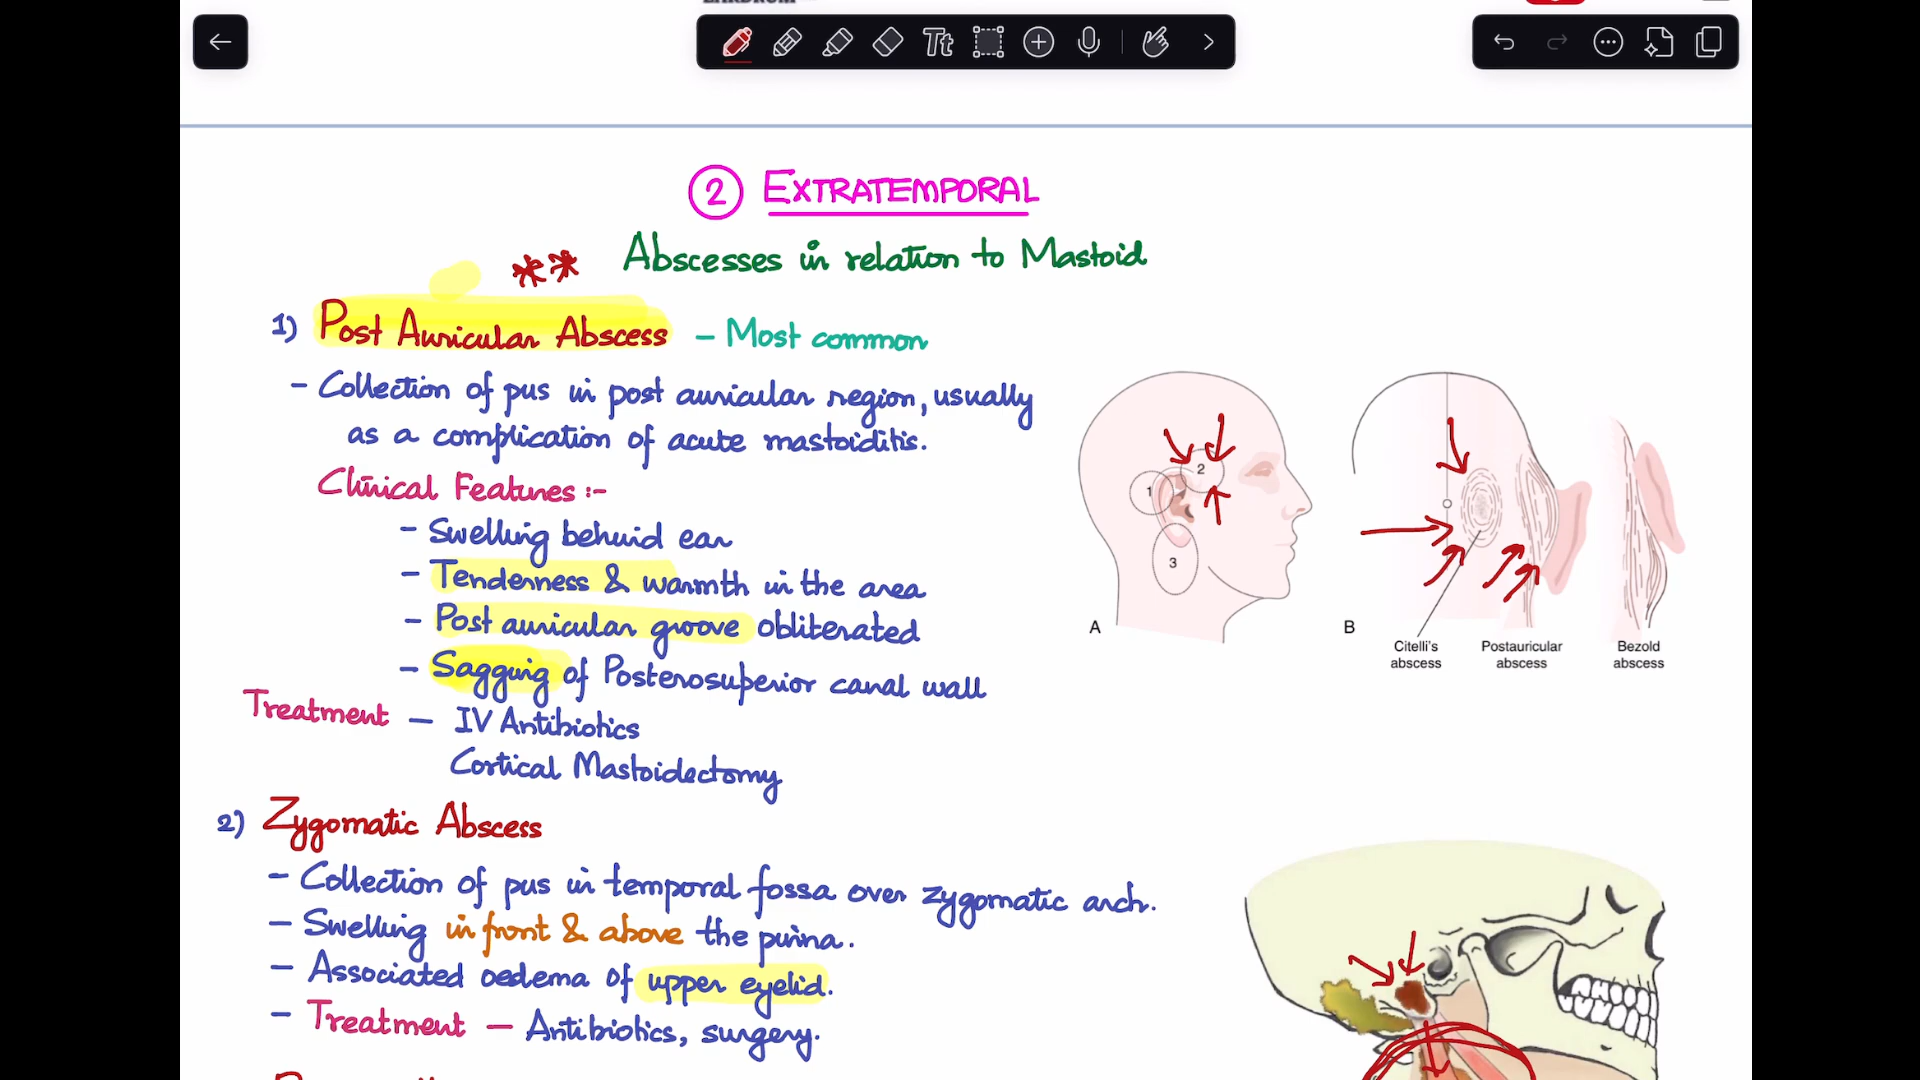 Tt
② EXTRATEMPORAL
** Abscesses in relation to Mastoid
1) Post Auricular Abscess – Most common
– Collection of pus in post auricular region, usually
as a complication of acute mastoiditis.
Clinical Features :-
– Swelling behind ear
– Tenderness & warmth in the area
– Post auricular groove obliterated
– Sagging of Posterosuperior canal wall
Treatment – IV Antibiotics
Cortical Mastoidectomy
1
2
3
A
B
Citelli's
abscess
Postauricular
abscess
Bezold
abscess
2) Zygomatic Abscess
– Collection of pus in temporal fossa over zygomatic arch.
– Swelling in front & above the pinna.
– Associated oedema of upper eyelid.
– Treatment – Antibiotics, surgery.